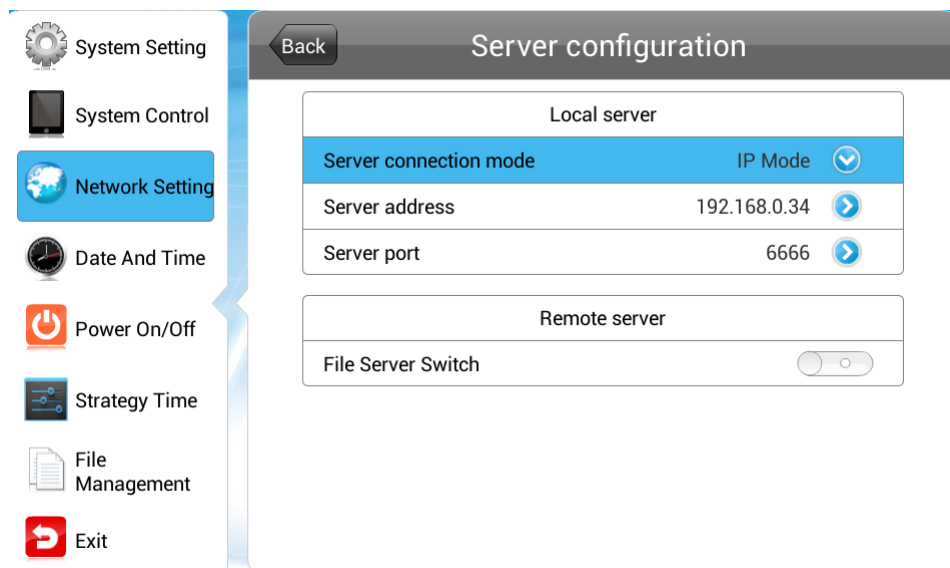 System Setting
System Control
Network Setting
Date And Time
Power On/Off
Strategy Time
File
Management
Exit
Back
Server configuration
Local server
Server connection mode IP Mode
Server address 192.168.0.34
Server port 6666
Remote server
File Server Switch